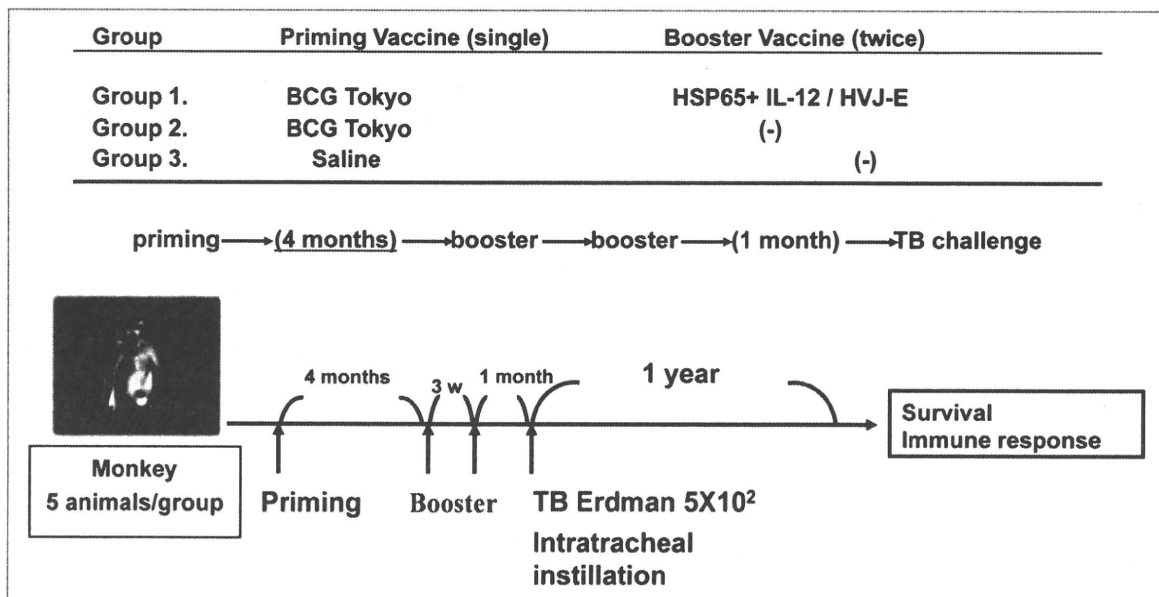 Group Priming Vaccine (single) Booster Vaccine (twice)
Group 1. BCG Tokyo HSP65+ IL-12 / HVJ-E
Group 2. BCG Tokyo (-)
Group 3. Saline (-)
priming (4 months) booster booster (1 month) TB challenge
4 months 3 w 1 month 1 year
Survival
Immune response
Monkey
5 animals/group
Priming Booster TB Erdman 5X10²
Intratracheal
instillation